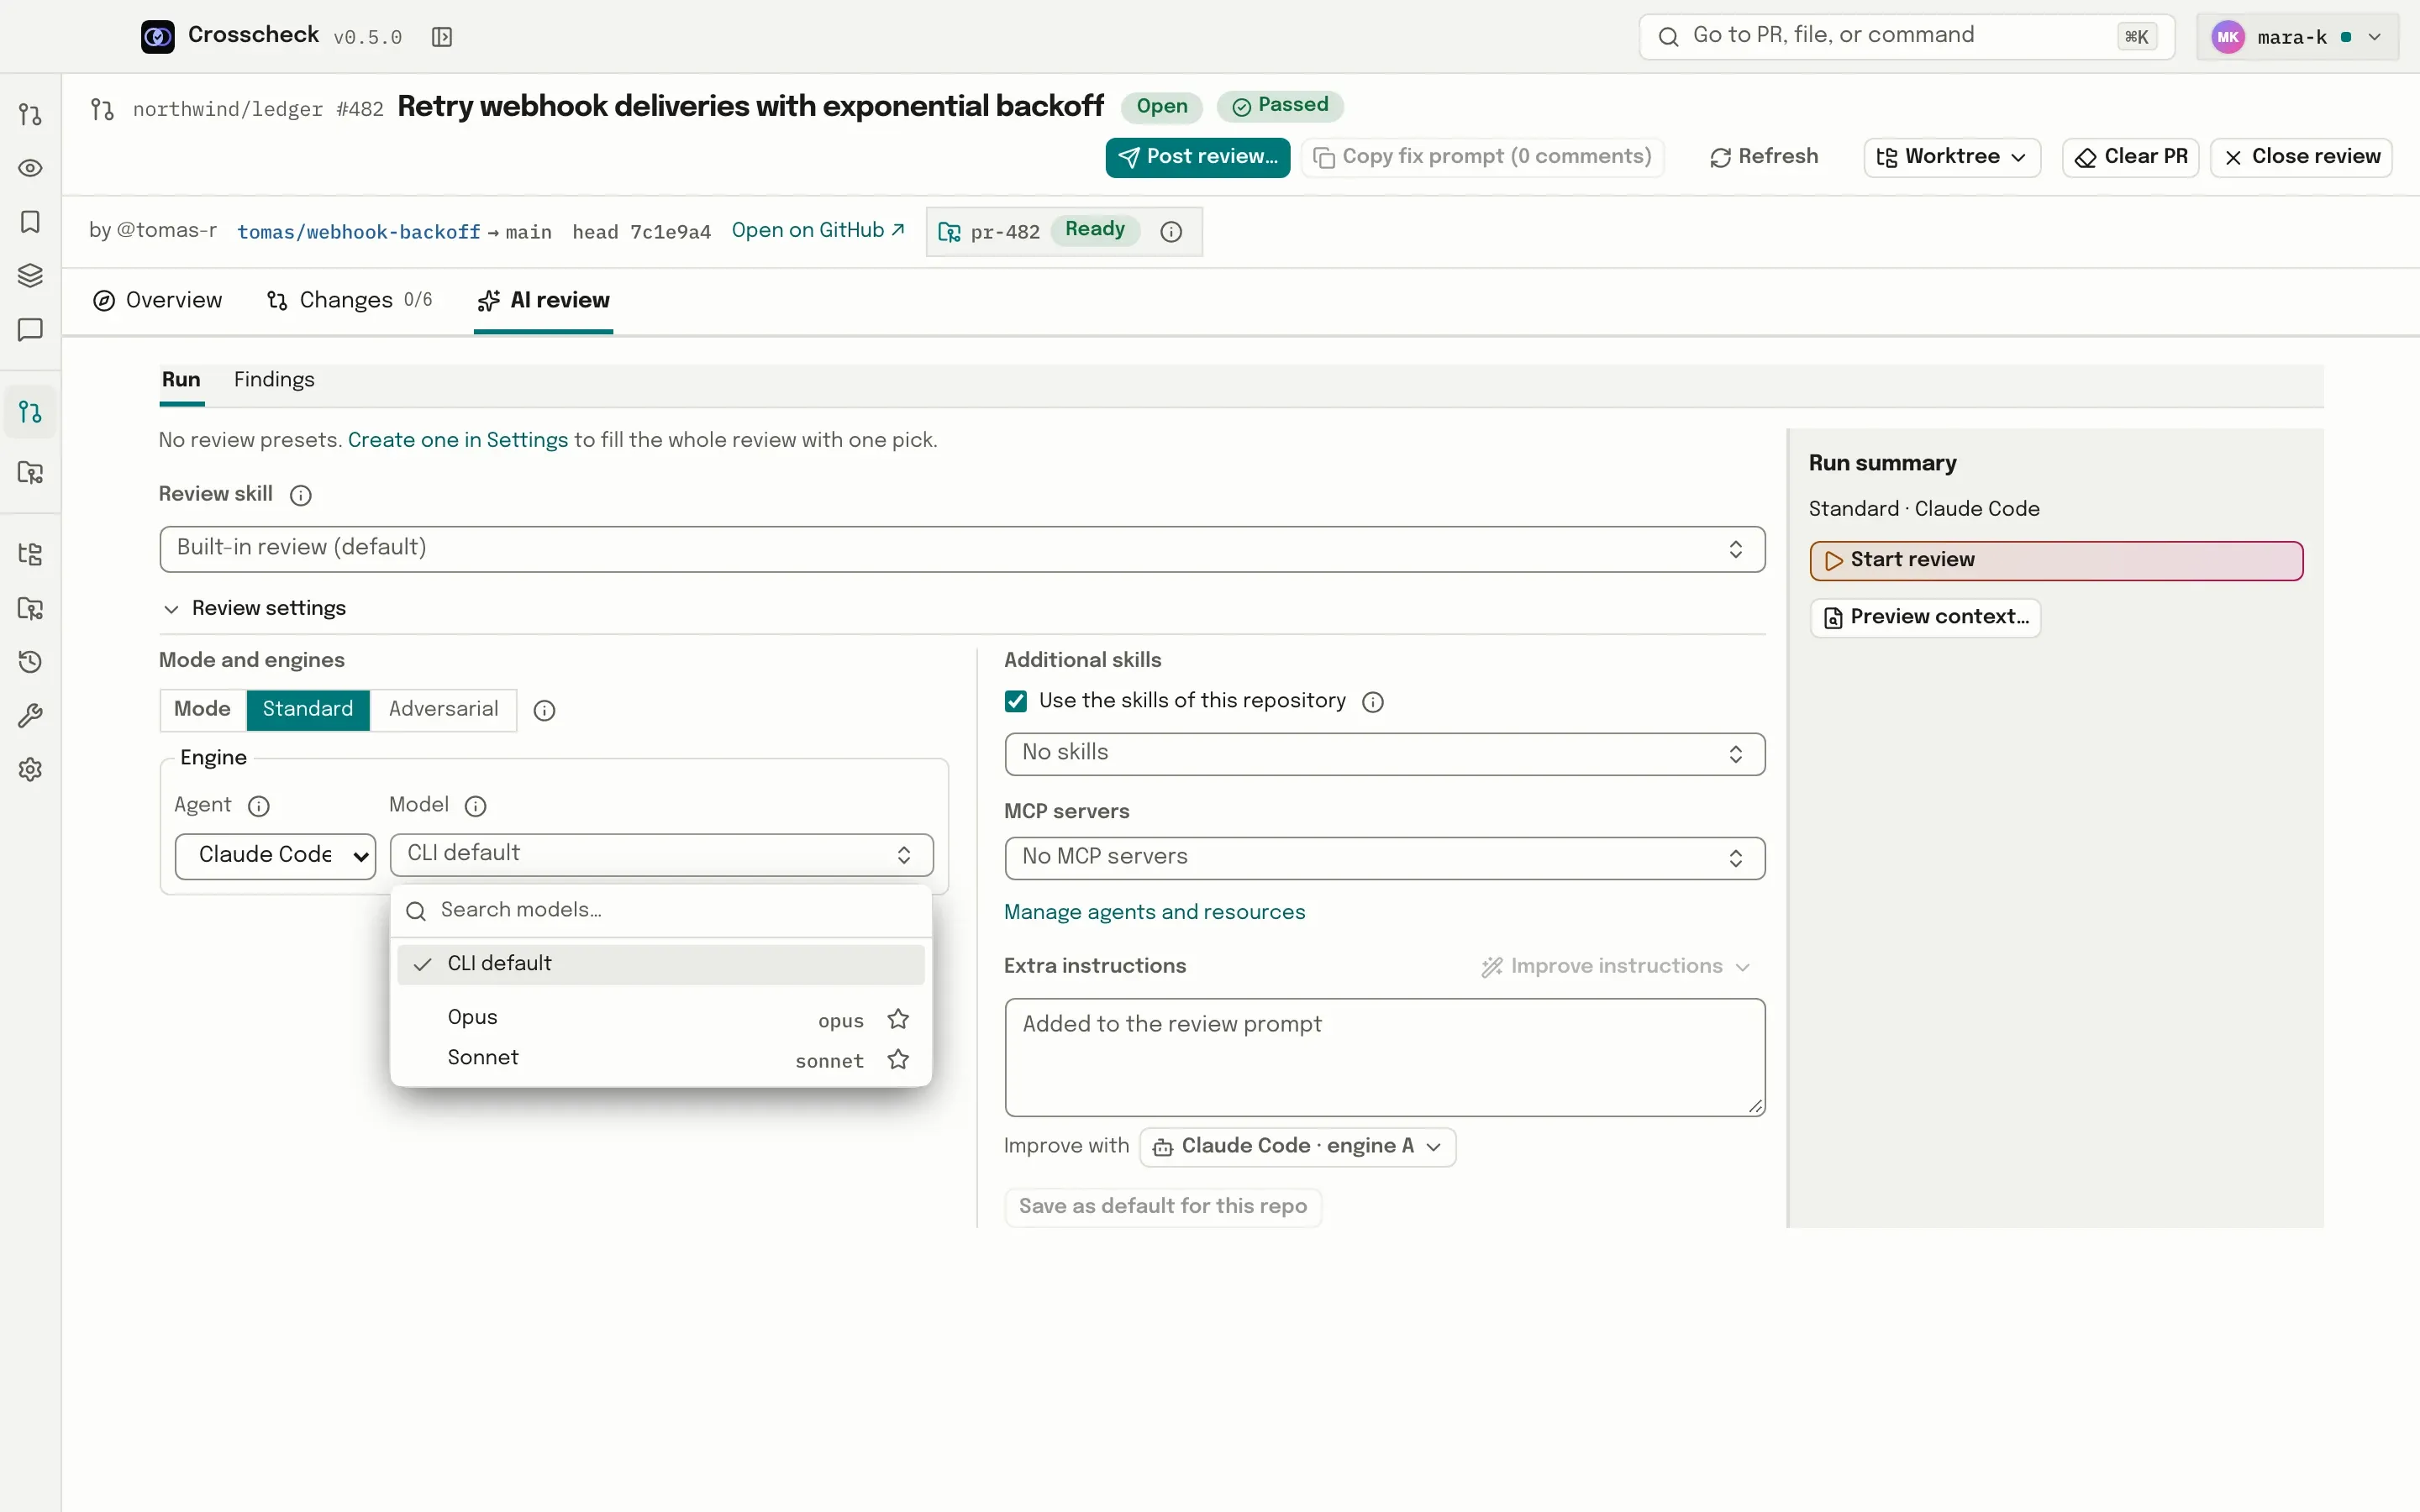 Crosscheck v0.5.0
Go to PR, file, or command ⌘K
MK mara-k
northwind/ledger #482 Retry webhook deliveries with exponential backoff Open Passed
Post review… Copy fix prompt (0 comments) Refresh Worktree Clear PR Close review
by @tomas-r tomas/webhook-backoff → main head 7c1e9a4 Open on GitHub ↗ pr-482 Ready
Overview Changes 0/6 AI review
Run Findings
No review presets. Create one in Settings to fill the whole review with one pick.
Review skill
Built-in review (default)
Review settings
Mode and engines
Mode Standard Adversarial
Engine
Agent Model
Claude Code CLI default
Search models…
CLI default
Opus opus
Sonnet sonnet
Additional skills
Use the skills of this repository
No skills
MCP servers
No MCP servers
Manage agents and resources
Extra instructions Improve instructions
Added to the review prompt
Improve with Claude Code · engine A
Save as default for this repo
Run summary
Standard · Claude Code
Start review
Preview context…